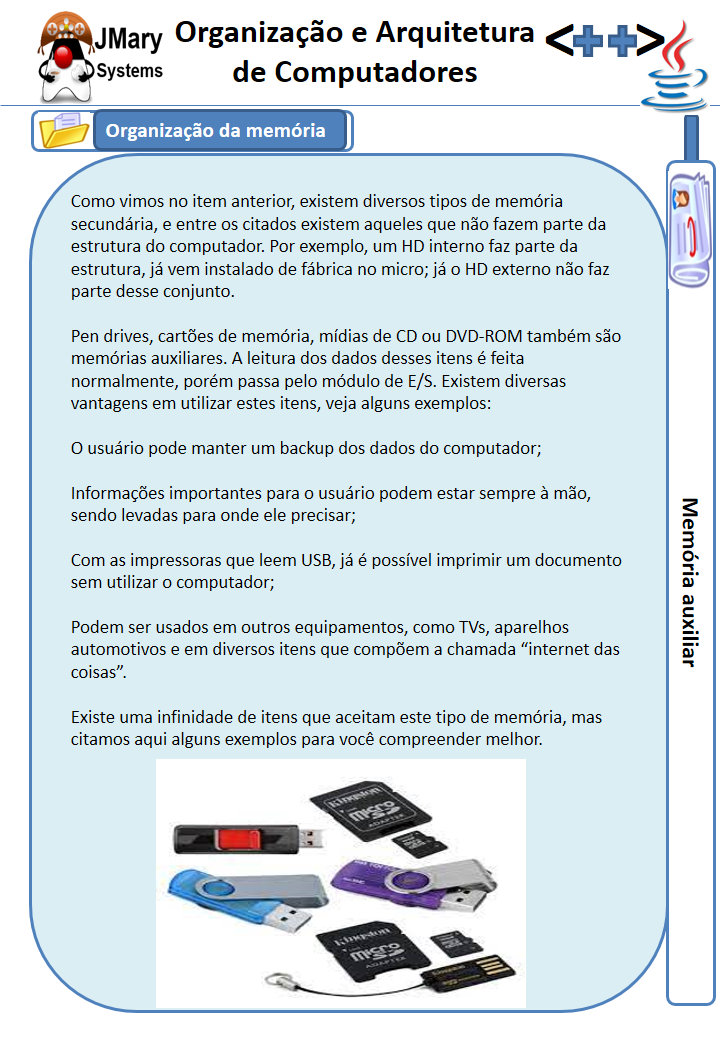 JMary
Systems
Organização e Arquitetura
de Computadores
<++>
Organização da memória
Como vimos no item anterior, existem diversos tipos de memória
secundária, e entre os citados existem aqueles que não fazem parte da
estrutura do computador. Por exemplo, um HD interno faz parte da
estrutura, já vem instalado de fábrica no micro; já o HD externo não faz
parte desse conjunto.
Pen drives, cartões de memória, mídias de CD ou DVD-ROM também são
memórias auxiliares. A leitura dos dados desses itens é feita
normalmente, porém passa pelo módulo de E/S. Existem diversas
vantagens em utilizar estes itens, veja alguns exemplos:
O usuário pode manter um backup dos dados do computador;
Informações importantes para o usuário podem estar sempre à mão,
sendo levadas para onde ele precisar;
Com as impressoras que leem USB, já é possível imprimir um documento
sem utilizar o computador;
Podem ser usados em outros equipamentos, como TVs, aparelhos
automotivos e em diversos itens que compõem a chamada “internet das
coisas”.
Existe uma infinidade de itens que aceitam este tipo de memória, mas
citamos aqui alguns exemplos para você compreender melhor.
Memória auxiliar
Kingston
micro
SD
ADAPTER
Kingston
micro
SD
ADAPTER